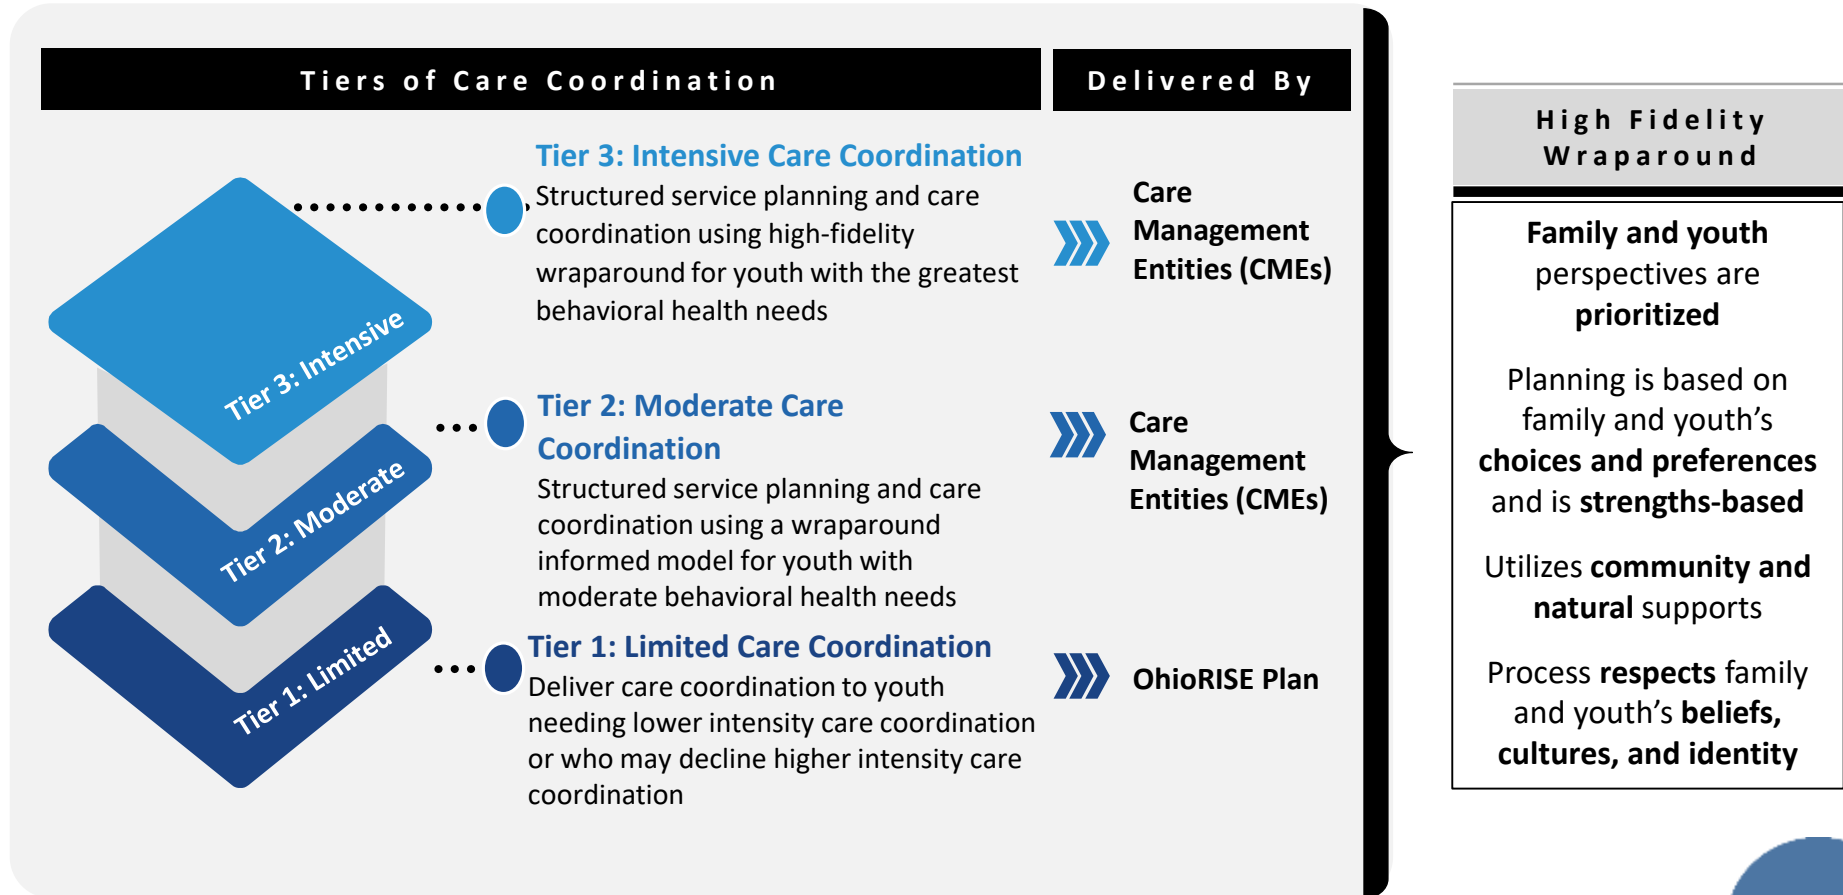 Tiers of Care Coordination
Delivered By
Tier 3: Intensive Care Coordination
Structured service planning and care
coordination using high-fidelity
wraparound for youth with the greatest
behavioral health needs
Care
Management
Entities (CMEs)
Tier 3: Intensive
Tier 2: Moderate Care
Coordination
Structured service planning and care
coordination using a wraparound
informed model for youth with
moderate behavioral health needs
Care
Management
Entities (CMEs)
Tier 2: Moderate
Tier 1: Limited Care Coordination
Deliver care coordination to youth
needing lower intensity care coordination
or who may decline higher intensity care
coordination
OhioRISE Plan
Tier 1: Limited
High Fidelity
Wraparound
Family and youth
perspectives are
prioritized
Planning is based on
family and youth’s
choices and preferences
and is strengths-based
Utilizes community and
natural supports
Process respects family
and youth’s beliefs,
cultures, and identity